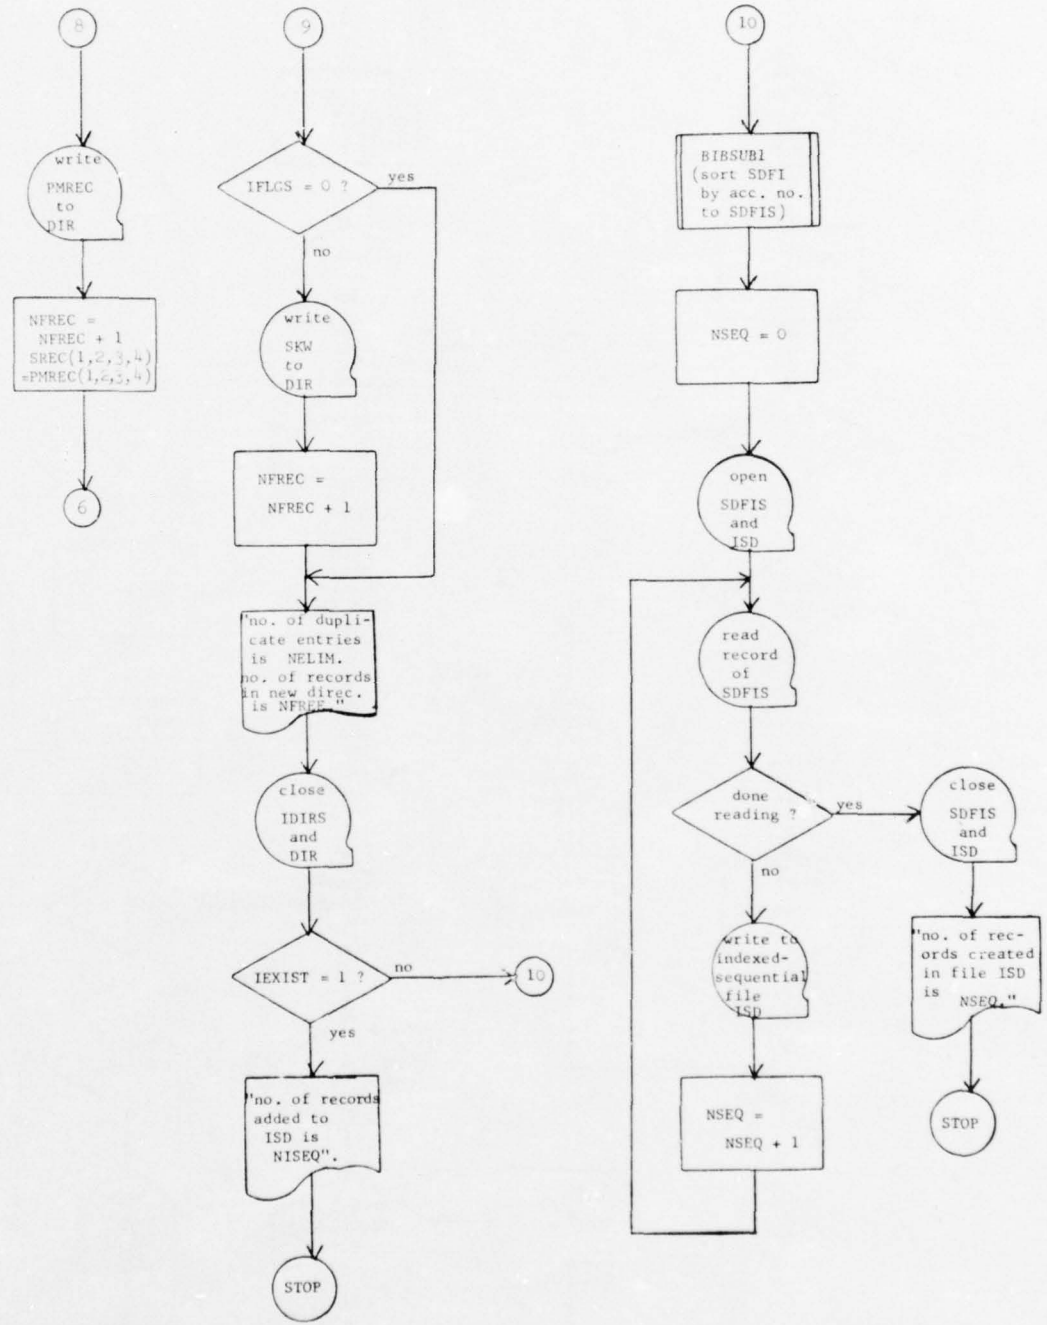 8
write
PMREC
to
DIR
NFREC =
NFREC + 1
SREC(1,2,3,4)
=PMREC(1,2,3,4)
6
9
IFLGS = 0 ?
yes
no
write
SKW
to
DIR
NFREC =
NFREC + 1
"no. of dupli-
cate entries
is NELIM.
no. of records
in new direc.
is NFREE."
close
IDIRS
and
DIR
IEXIST = 1 ?
no
10
yes
"no. of records
added to
ISD is
NISEQ".
STOP
10
BIBSUB1
(sort SDFI
by acc. no.
to SDFIS)
NSEQ = 0
open
SDFIS
and
ISD
read
record
of
SDFIS
done
reading ?
yes
no
close
SDFIS
and
ISD
"no. of rec-
ords created
in file ISD
is NSEQ."
STOP
write to
indexed-
sequential
file
ISD
NSEQ =
NSEQ + 1